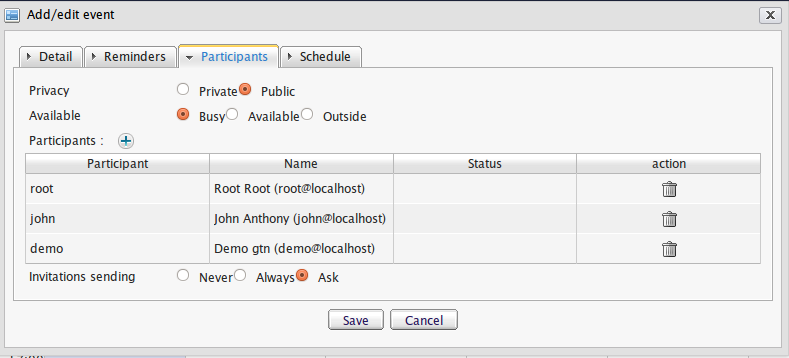 Add/edit event
Detail Reminders Participants Schedule
Privacy Private Public
Available Busy Available Outside
Participants :
Participant Name Status action
root Root Root (root@localhost)
john John Anthony (john@localhost)
demo Demo gtn (demo@localhost)
Invitations sending Never Always Ask
Save Cancel